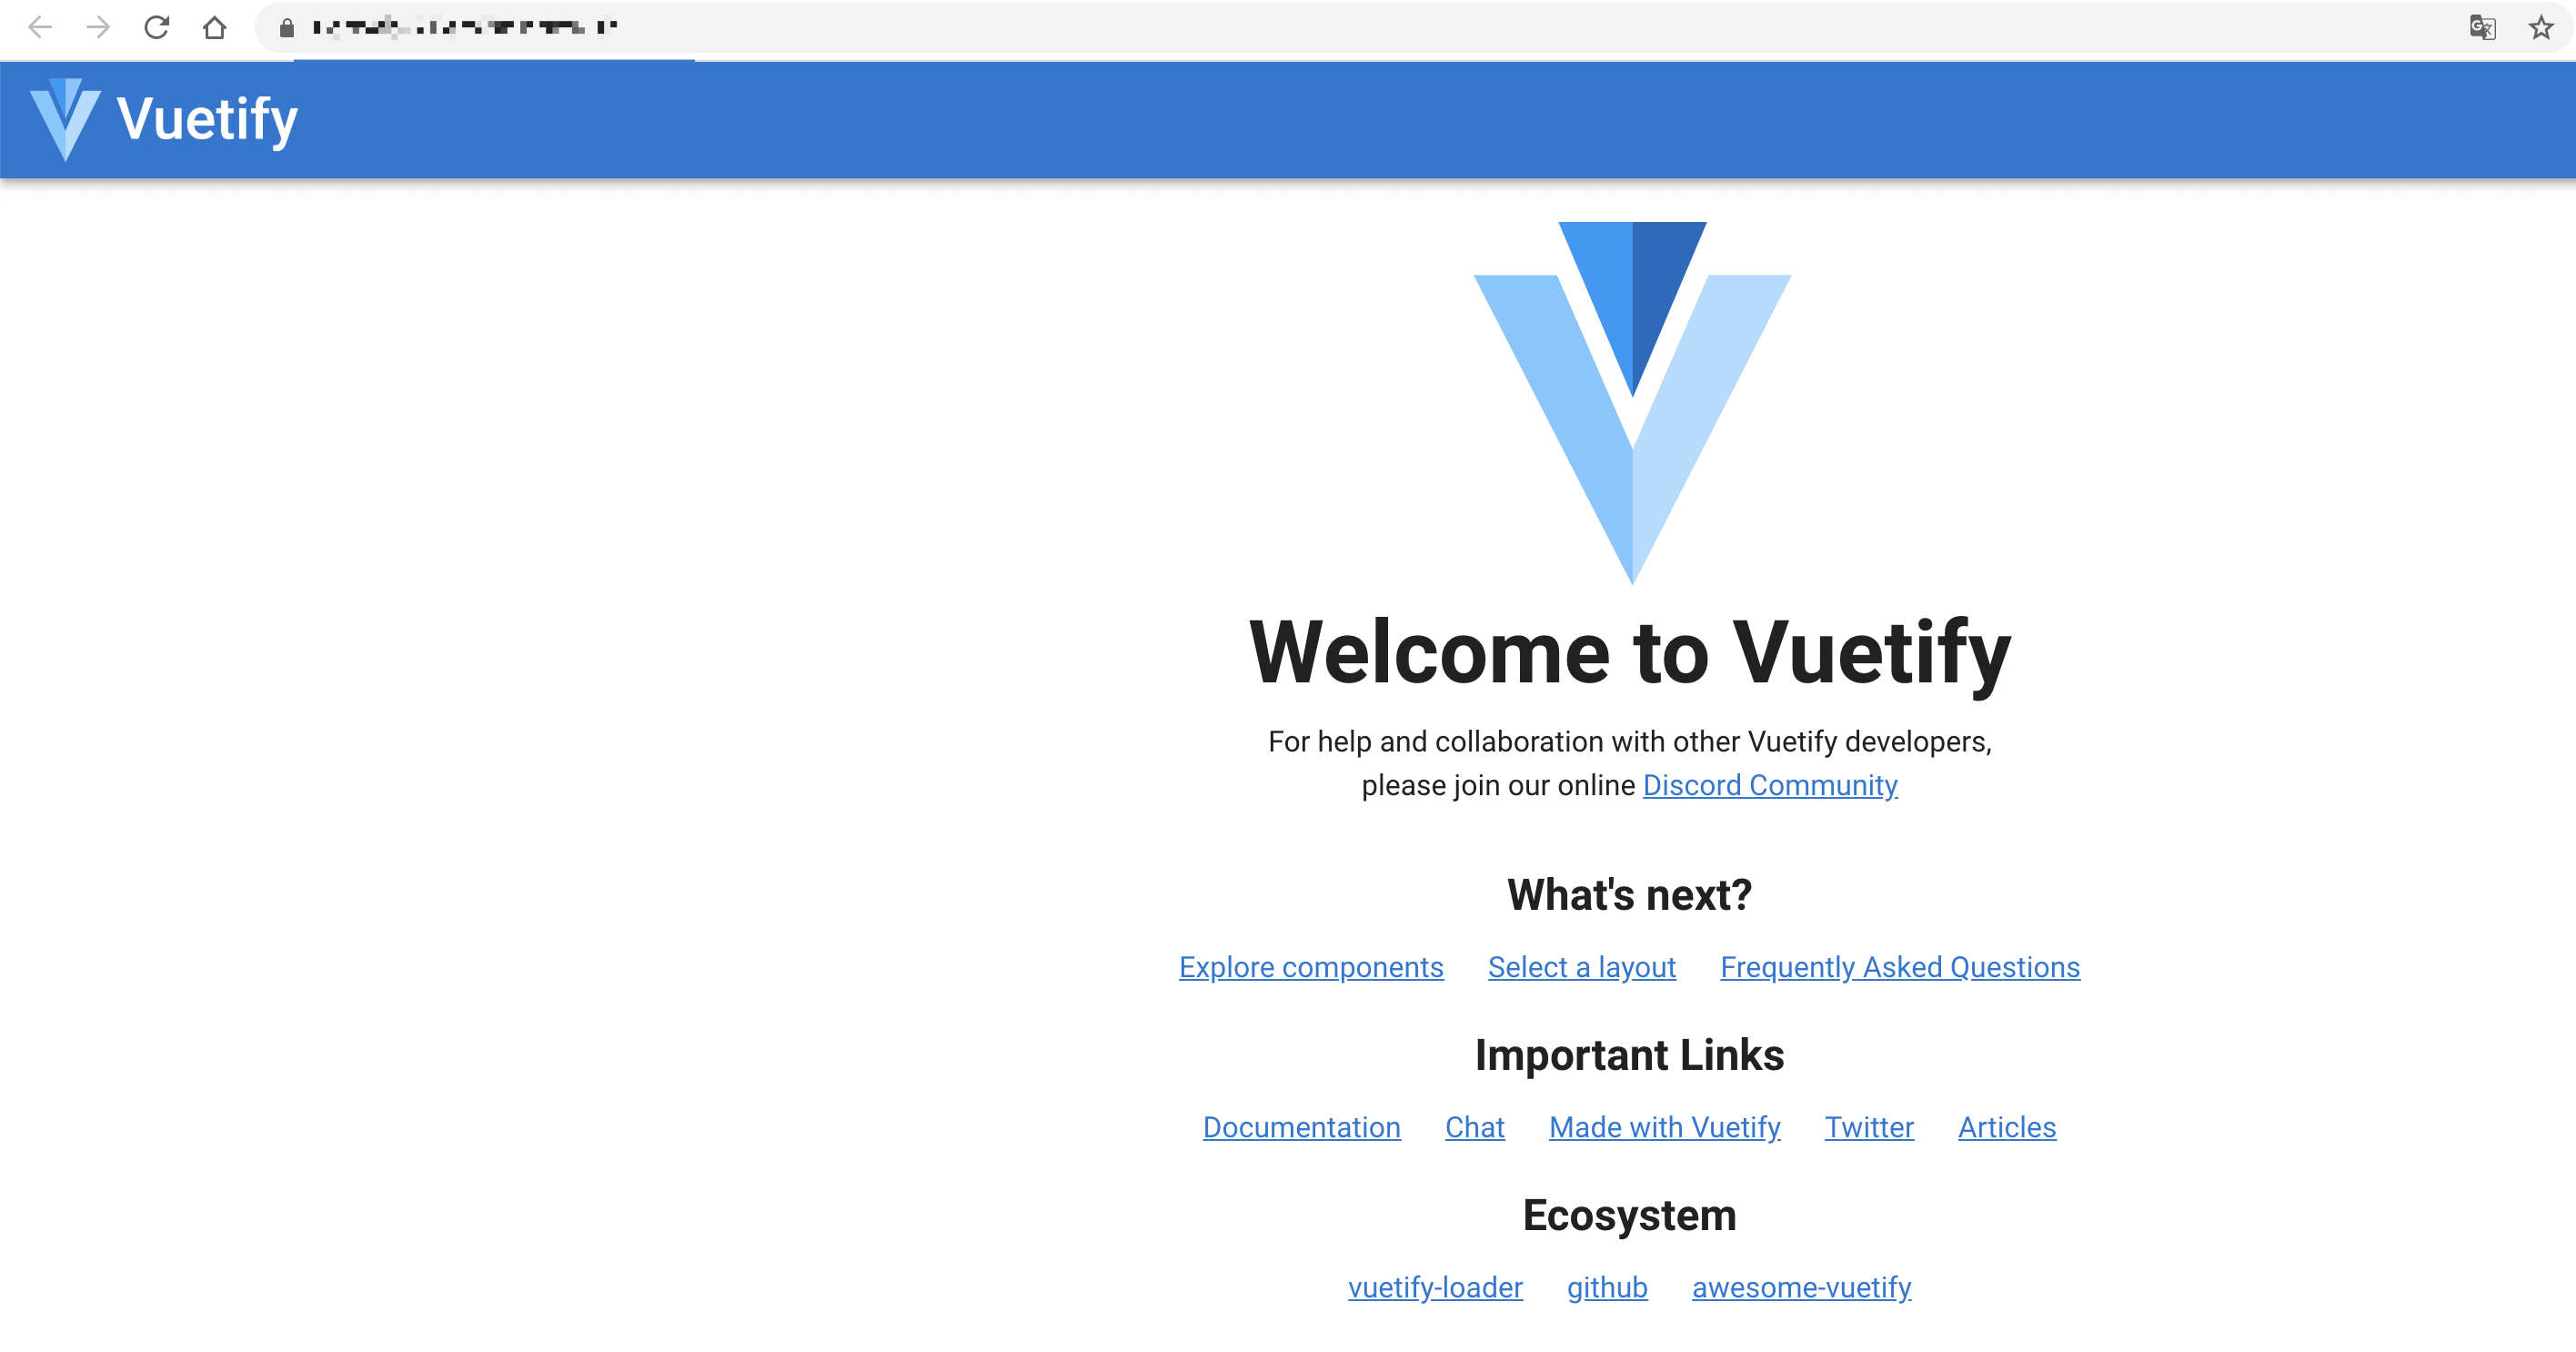 Vuetify
Welcome to Vuetify
For help and collaboration with other Vuetify developers,
please join our online Discord Community
What's next?
Explore components Select a layout Frequently Asked Questions
Important Links
Documentation Chat Made with Vuetify Twitter Articles
Ecosystem
vuetify-loader github awesome-vuetify